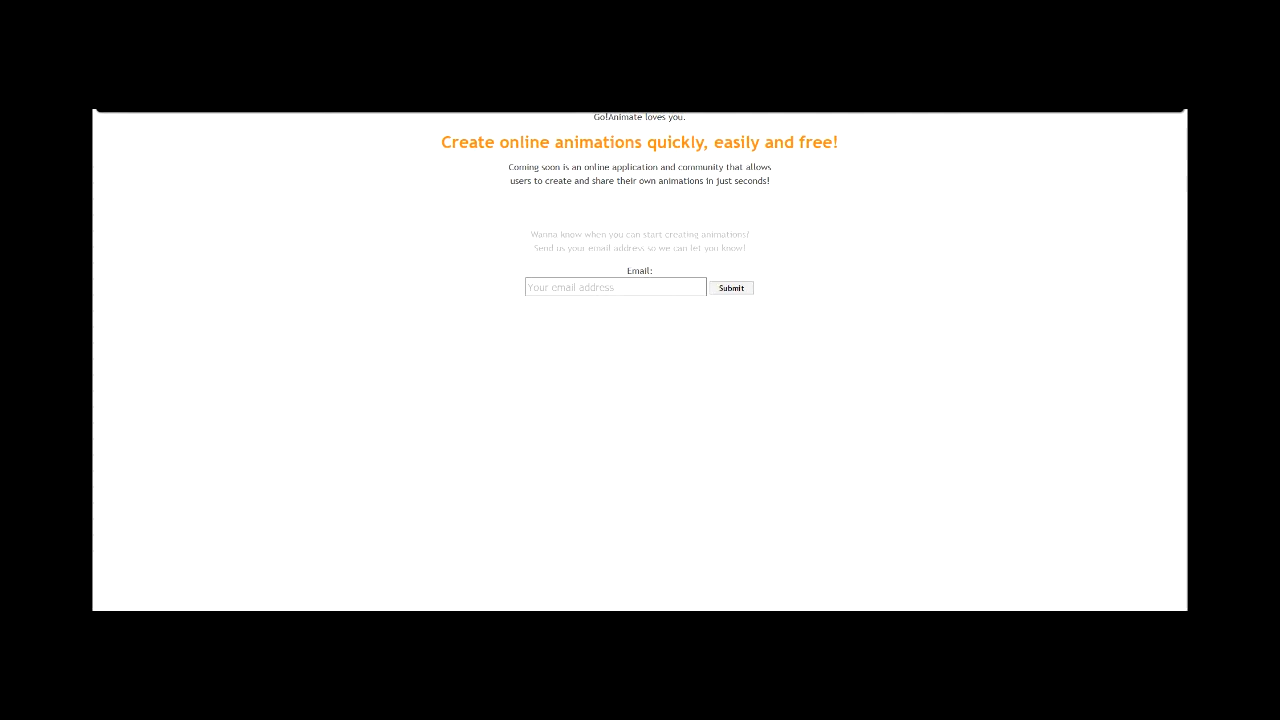 Go!Animate loves you.
Create online animations quickly, easily and free!
Coming soon is an online application and community that allows
users to create and share their own animations in just seconds!
Wanna know when you can start creating animations?
Send us your email address so we can let you know!
Email:
Your email address Submit